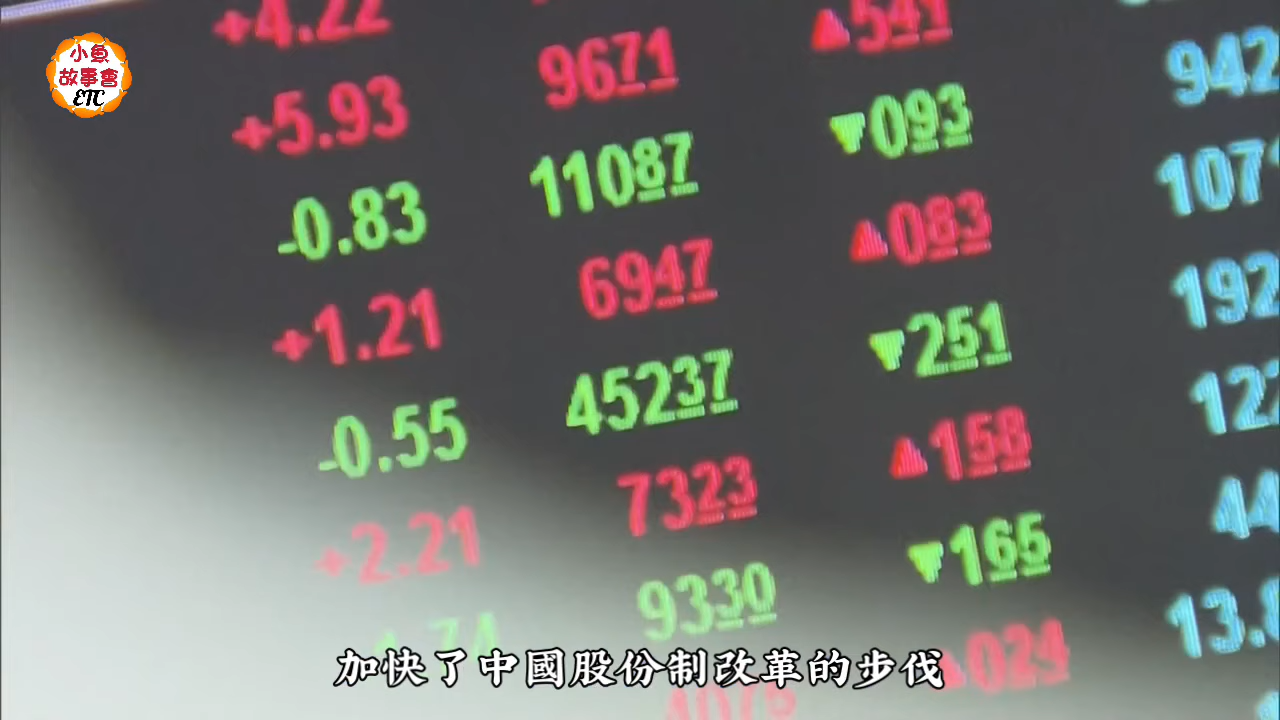 小魚
故事會
ETC
+4.22 ▲541
+5.93 9671 ▼093 942
-0.83 11087 ▲083 107
+1.21 6947 ▼251 192
-0.55 45237 ▲158 122
+2.21 7323 ▼165 44
9330 ▲024 13.8
加快了中國股份制改革的步伐